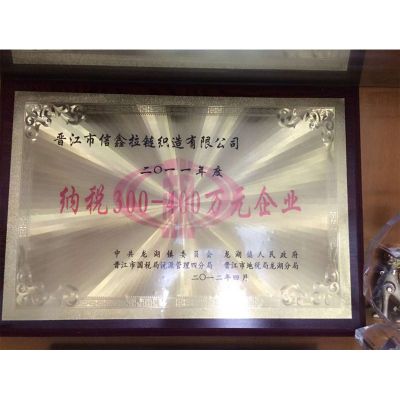 晋江市信鑫拉链织造有限公司
二〇一一年度
纳税300-400万元企业
中共龙湖镇委员会 龙湖镇人民政府
晋江市国税局税源管理四分局 晋江市地税局龙湖分局
二〇一二年四月